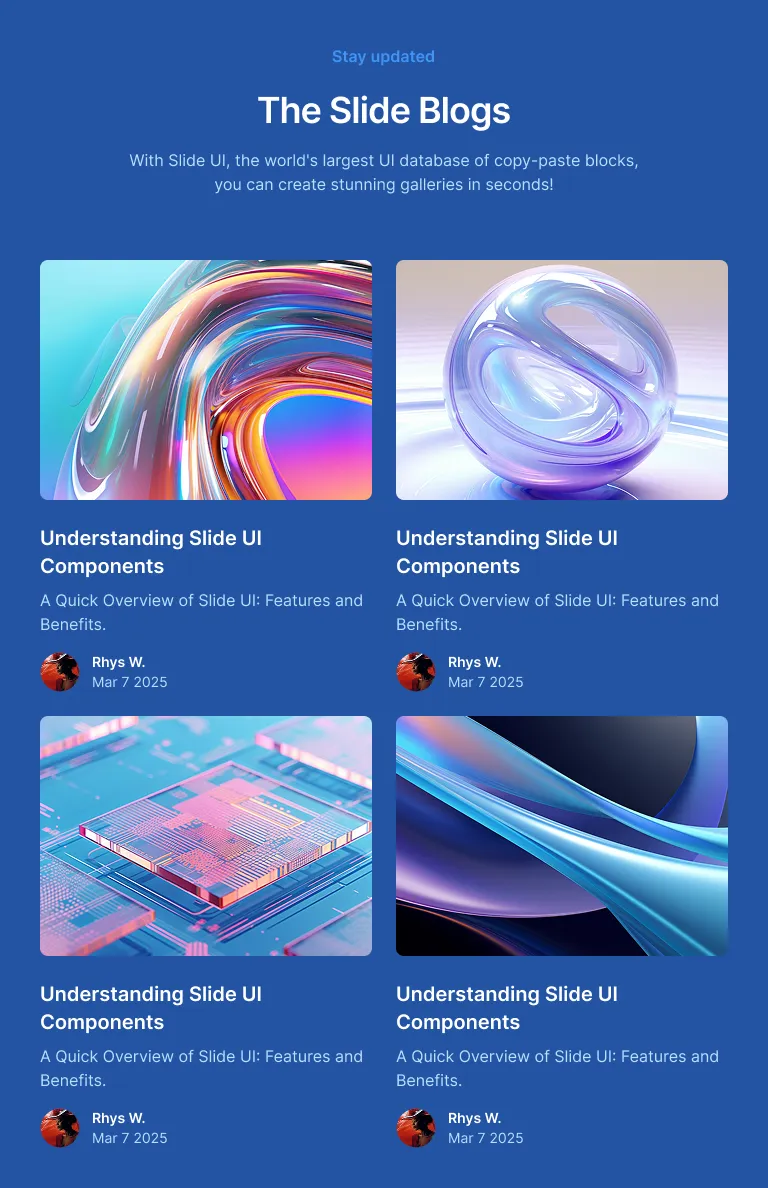 Stay updated
The Slide Blogs
With Slide UI, the world's largest UI database of copy-paste blocks,
you can create stunning galleries in seconds!
Understanding Slide UI
Components
A Quick Overview of Slide UI: Features and
Benefits.
Rhys W.
Mar 7 2025
Understanding Slide UI
Components
A Quick Overview of Slide UI: Features and
Benefits.
Rhys W.
Mar 7 2025
Understanding Slide UI
Components
A Quick Overview of Slide UI: Features and
Benefits.
Rhys W.
Mar 7 2025
Understanding Slide UI
Components
A Quick Overview of Slide UI: Features and
Benefits.
Rhys W.
Mar 7 2025